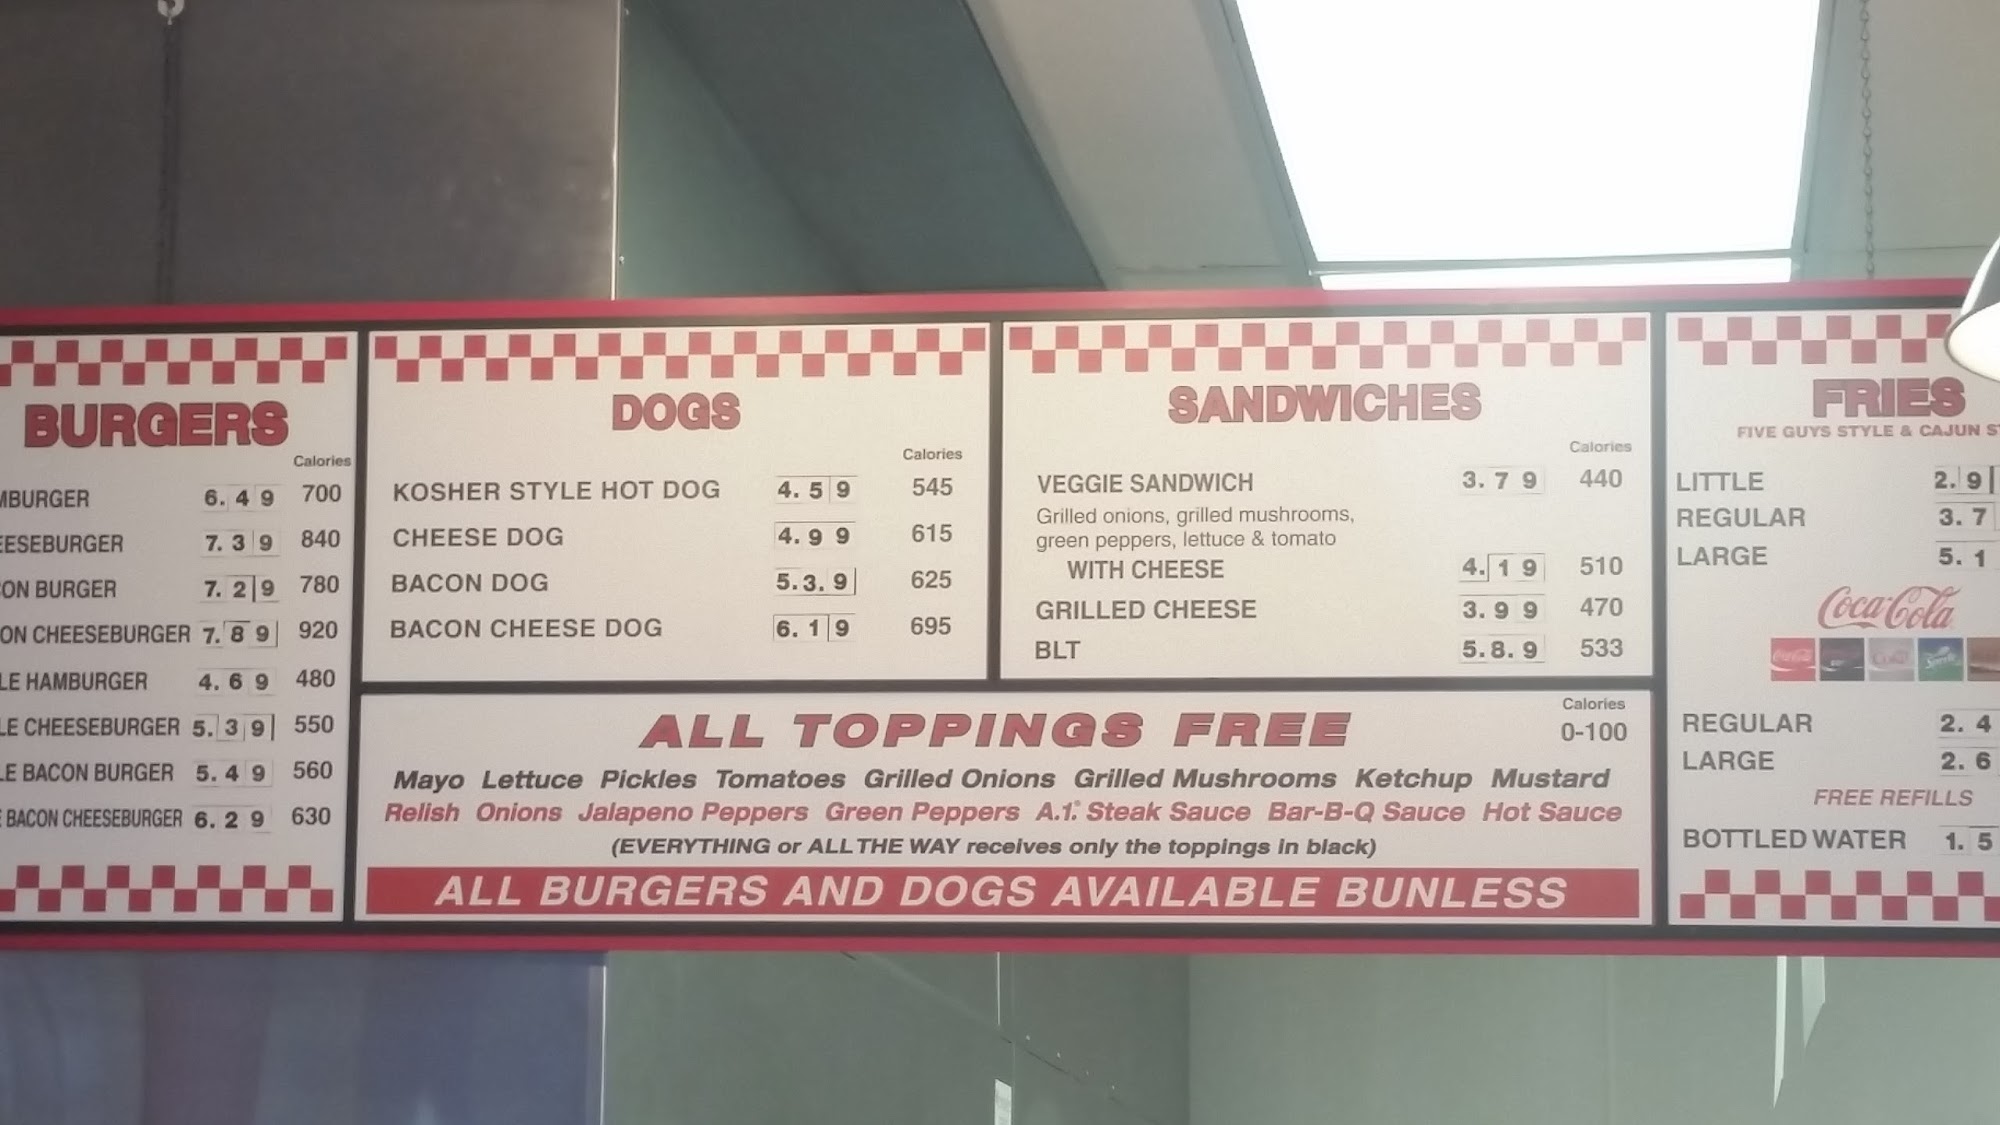 BURGERS
Calories
MBURGER 6.49 700
EESEBURGER 7.39 840
ON BURGER 7.29 780
ON CHEESEBURGER 7.89 920
LE HAMBURGER 4.69 480
LE CHEESEBURGER 5.39 550
LE BACON BURGER 5.49 560
BACON CHEESEBURGER 6.29 630
DOGS
Calories
KOSHER STYLE HOT DOG 4.59 545
CHEESE DOG 4.99 615
BACON DOG 5.3.9 625
BACON CHEESE DOG 6.19 695
SANDWICHES
Calories
VEGGIE SANDWICH 3.79 440
Grilled onions, grilled mushrooms,
green peppers, lettuce & tomato
WITH CHEESE 4.19 510
GRILLED CHEESE 3.99 470
BLT 5.8.9 533
ALL TOPPINGS FREE
Calories
0-100
Mayo Lettuce Pickles Tomatoes Grilled Onions Grilled Mushrooms Ketchup Mustard
Relish Onions Jalapeno Peppers Green Peppers A.1.® Steak Sauce Bar-B-Q Sauce Hot Sauce
(EVERYTHING or ALL THE WAY receives only the toppings in black)
ALL BURGERS AND DOGS AVAILABLE BUNLESS
FRIES
FIVE GUYS STYLE & CAJUN S
LITTLE 2.9
REGULAR 3.7
LARGE 5.1
Coca-Cola
Sprite
REGULAR 2.4
LARGE 2.6
FREE REFILLS
BOTTLED WATER 1.5